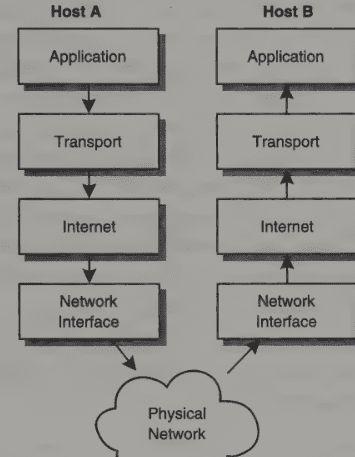 Host A
Host B
Application
Application
Transport
Transport
Internet
Internet
Network
Interface
Network
Interface
Physical
Network